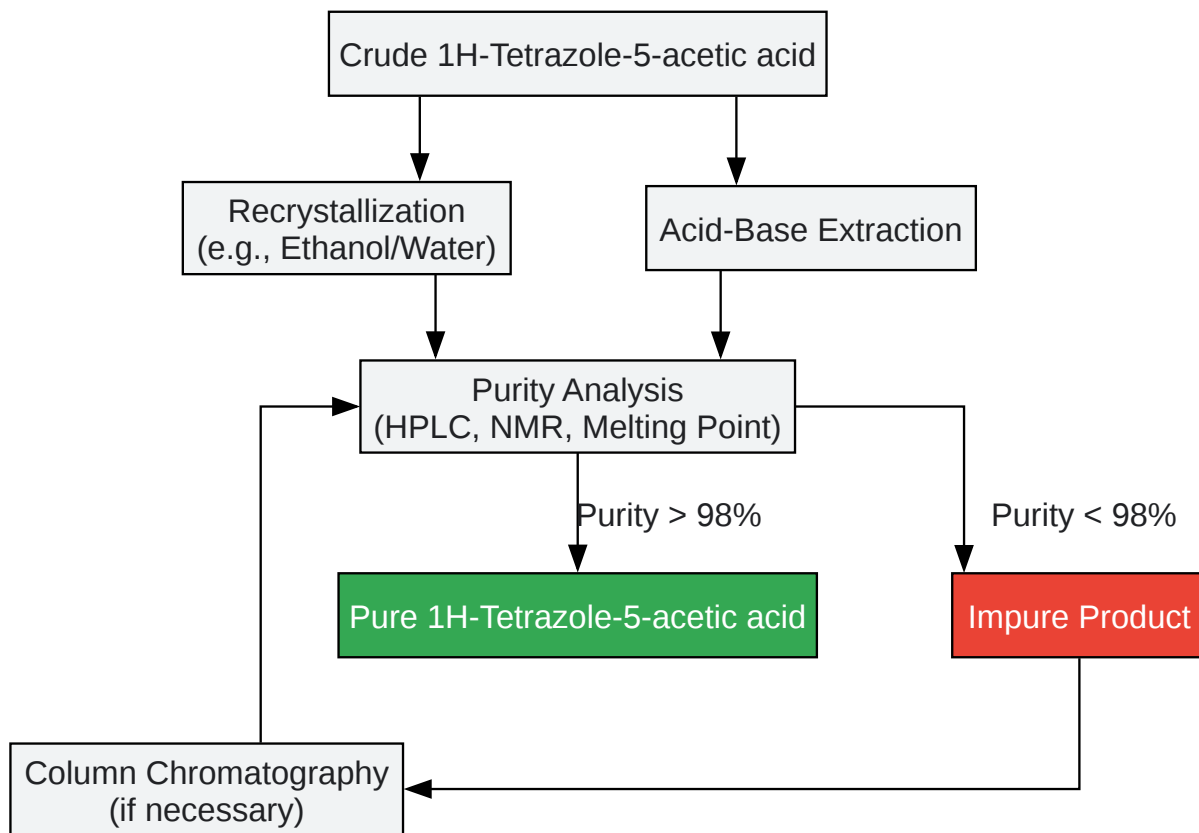 Crude 1H-Tetrazole-5-acetic acid
Recrystallization
(e.g., Ethanol/Water)
Acid-Base Extraction
Purity Analysis
(HPLC, NMR, Melting Point)
Purity > 98%
Purity < 98%
Pure 1H-Tetrazole-5-acetic acid
Impure Product
Column Chromatography
(if necessary)